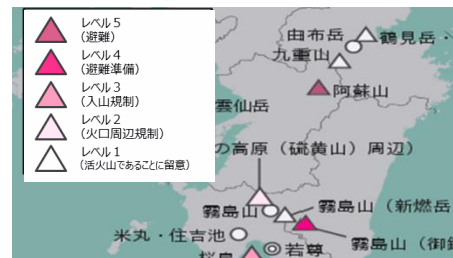 レベル5
(避難)
レベル4
(避難準備)
レベル3
(入山規制)
レベル2
(火口周辺規制)
レベル1
(活火山であることに留意)
由布岳
鶴見岳・
九重山
阿蘇山
雲仙岳
の高原(硫黄山)周辺)
霧島山
霧島山(新燃岳
米丸・住吉池
若尊
霧島山(御鉢
桜島